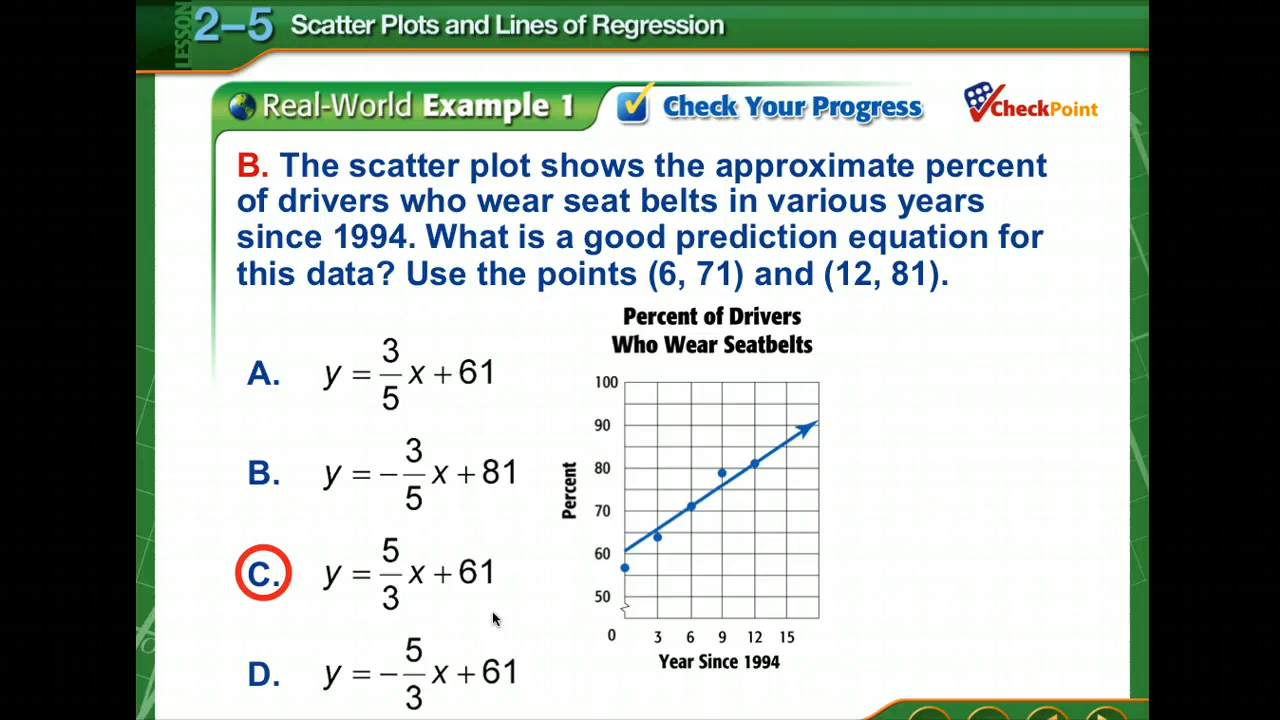 LESSON
2–5 Scatter Plots and Lines of Regression
Real-World Example 1
Check Your Progress
CheckPoint
B. The scatter plot shows the approximate percent
of drivers who wear seat belts in various years
since 1994. What is a good prediction equation for
this data? Use the points (6, 71) and (12, 81).
A. y = 3/5 x + 61
B. y = −3/5 x + 81
C. y = 5/3 x + 61
D. y = −5/3 x + 61
Percent of Drivers
Who Wear Seatbelts
Percent
100
90
80
70
60
50
0 3 6 9 12 15
Year Since 1994